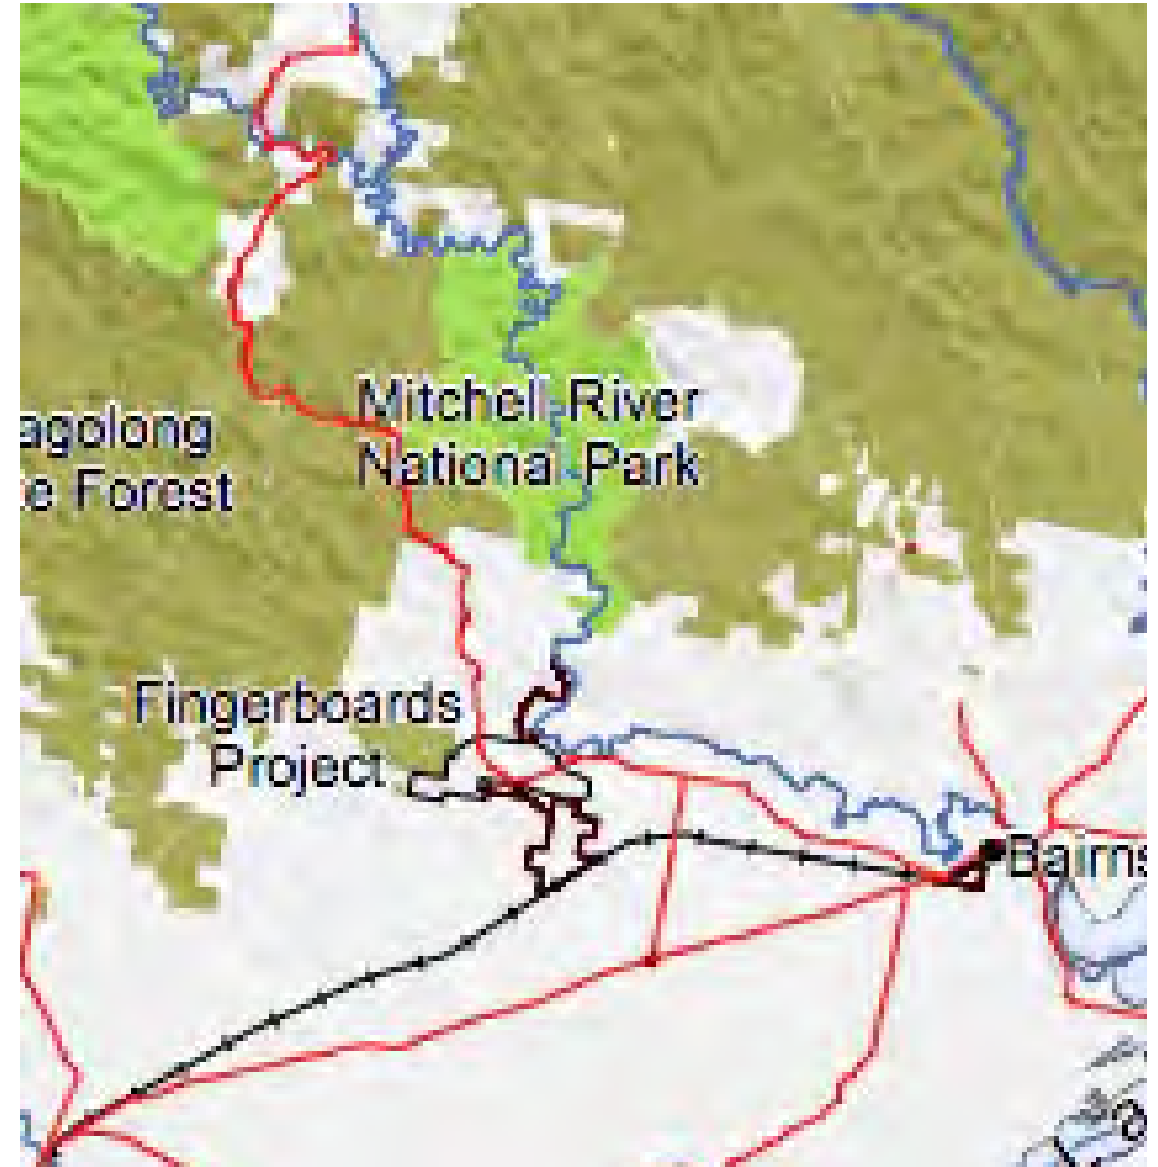 Mitchell River
National Park
agolong
e Forest
Fingerboards
Project
Bairns